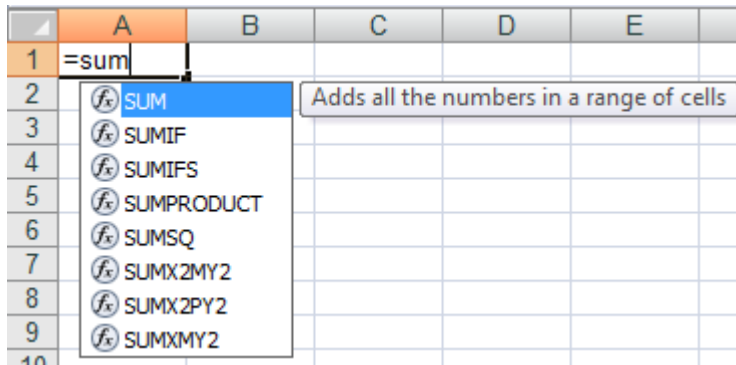 A B C D E
1 =sum
2 SUM Adds all the numbers in a range of cells
3 SUMIF
4 SUMIFS
5 SUMPRODUCT
6 SUMSQ
7 SUMX2MY2
8 SUMX2PY2
9 SUMXMY2
10